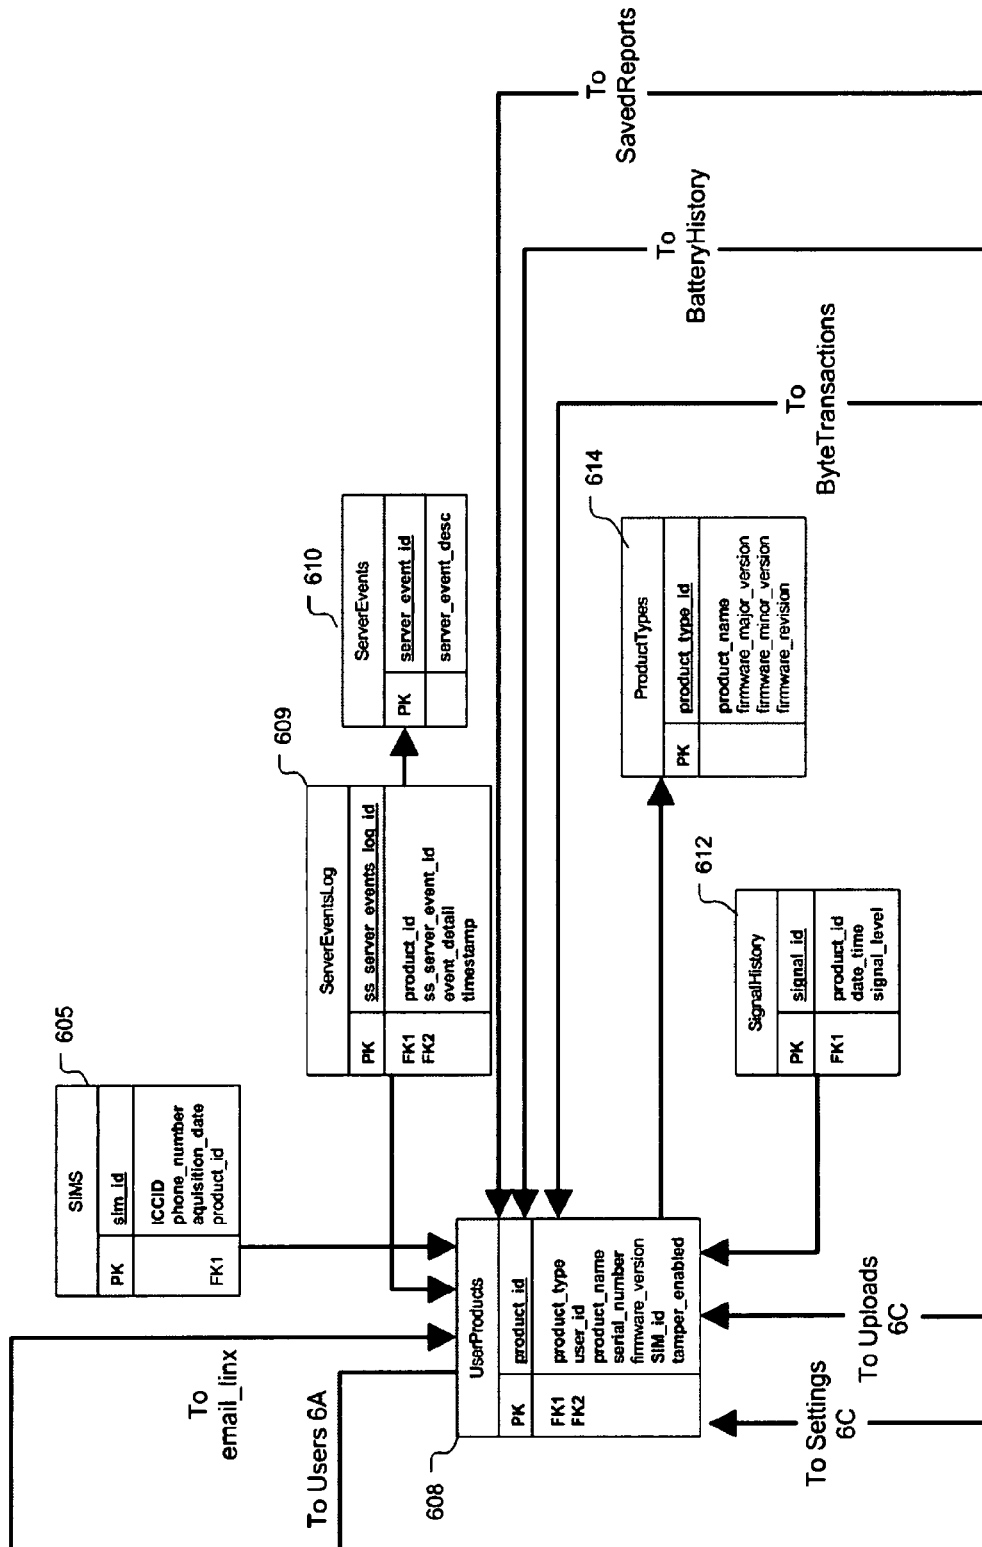 SIMS
PK
sim_id
FK1
ICCID
phone_number
aquisition_date
product_id
605
ServerEventsLog
PK
ss_server_events_log_id
FK1
FK2
product_id
ss_server_event_id
event_detail
timestamp
609
ServerEvents
PK
server_event_id
server_event_desc
610
UserProducts
PK
product_id
FK1
FK2
product_type
user_id
product_name
serial_number
firmware_version
SIM_id
tamper_enabled
608
ProductTypes
PK
product_type_id
product_name
firmware_major_version
firmware_minor_version
firmware_revision
614
SignalHistory
PK
signal_id
FK1
product_id
date_time
signal_level
612
To
email_linx
To Users 6A
To Settings
6C
To Uploads
6C
To
ByteTransactions
To
BatteryHistory
To
SavedReports